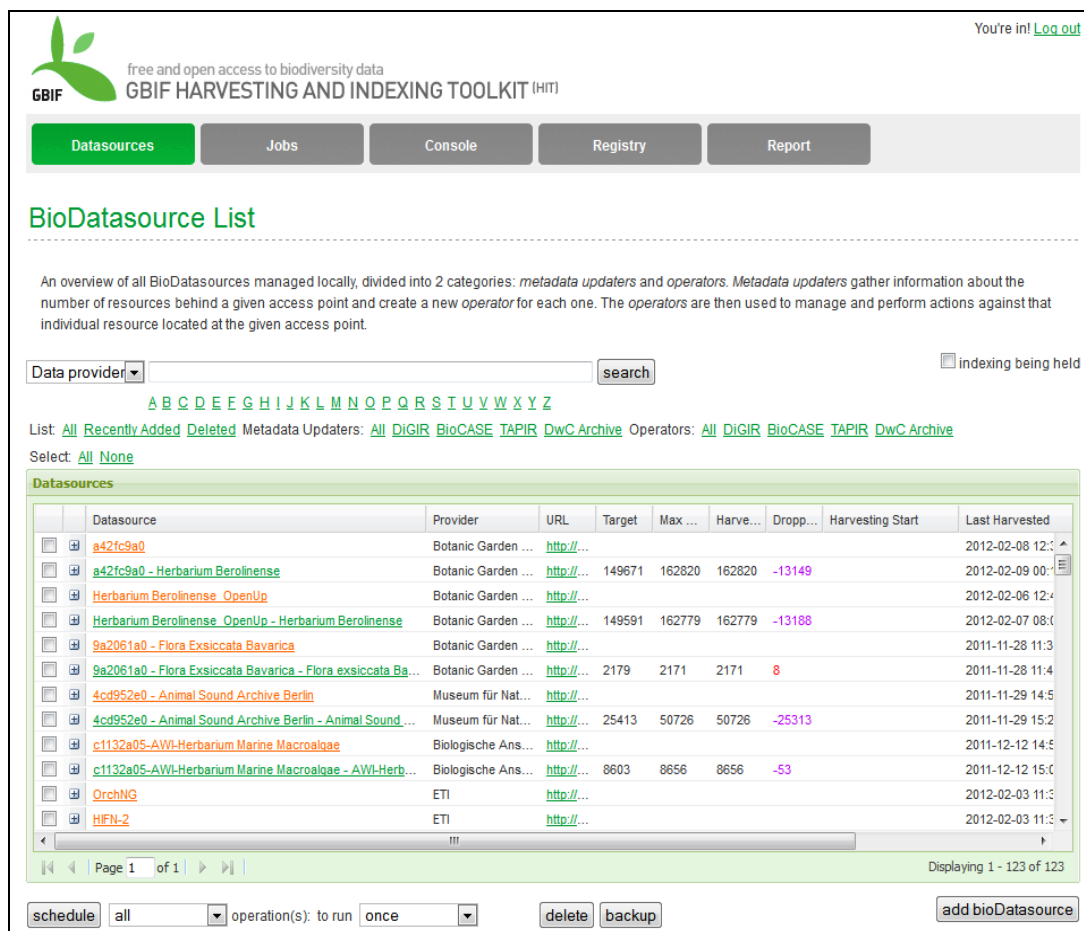 You're in! Log out
free and open access to biodiversity data
GBIF
GBIF HARVESTING AND INDEXING TOOLKIT (HIT)
Datasources Jobs Console Registry Report
BioDatasource List
An overview of all BioDatasources managed locally, divided into 2 categories: metadata updaters and operators. Metadata updaters gather information about the
number of resources behind a given access point and create a new operator for each one. The operators are then used to manage and perform actions against that
individual resource located at the given access point.
Data provider search indexing being held
A B C D E F G H I J K L M N O P Q R S T U V W X Y Z
List: All Recently Added Deleted Metadata Updaters: All DiGIR BioCASE TAPIR DwC Archive Operators: All DiGIR BioCASE TAPIR DwC Archive
Select: All None
Datasources
Datasource Provider URL Target Max ... Harve... Dropp... Harvesting Start Last Harvested
a42fc9a0 Botanic Garden ... http://... 2012-02-08 12:3
a42fc9a0 - Herbarium Berolinense Botanic Garden ... http://... 149671 162820 162820 -13149 2012-02-09 00:1
Herbarium Berolinense_OpenUp Botanic Garden ... http://... 2012-02-06 12:4
Herbarium Berolinense_OpenUp - Herbarium Berolinense Botanic Garden ... http://... 149591 162779 162779 -13188 2012-02-07 08:0
9a2061a0 - Flora Exsiccata Bavarica Botanic Garden ... http://... 2011-11-28 11:3
9a2061a0 - Flora Exsiccata Bavarica - Flora exsiccata Ba... Botanic Garden ... http://... 2179 2171 2171 8 2011-11-28 11:4
4cd952e0 - Animal Sound Archive Berlin Museum für Nat... http://... 2011-11-29 14:5
4cd952e0 - Animal Sound Archive Berlin - Animal Sound ... Museum für Nat... http://... 25413 50726 50726 -25313 2011-11-29 15:2
c1132a05-AWI-Herbarium Marine Macroalgae Biologische Ans... http://... 2011-12-12 14:5
c1132a05-AWI-Herbarium Marine Macroalgae - AWI-Herb... Biologische Ans... http://... 8603 8656 8656 -53 2011-12-12 15:0
OrchNG ETI http://... 2012-02-03 11:3
HIFN-2 ETI http://... 2012-02-03 11:3
Page 1 of 1 Displaying 1 - 123 of 123
schedule all operation(s): to run once delete backup add bioDatasource